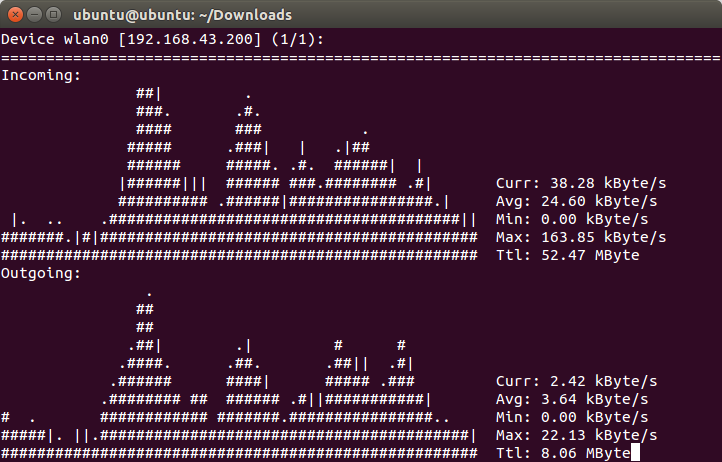 ubuntu@ubuntu: ~/Downloads
Device wlan0 [192.168.43.200] (1/1):
================================================================================
Incoming:
               ##|          .
               ###.       .#.
               ####       ###           .
              #####      .###|   |   .|##
              ######     #####. .#.  ######|  |
             |######|||  ###### ###.######## .#|       Curr: 38.28 kByte/s
             ########## .######|################.|     Avg: 24.60 kByte/s
 |.  ..    .#######################################||  Min: 0.00 kByte/s
#######.|#|##########################################  Max: 163.85 kByte/s
#####################################################  Ttl: 52.47 MByte
Outgoing:
                .
               ##
               ##
              .##|        .|         #      #
             .####.      .##.       .##||  .#|
            .######      ####|      ##### .###         Curr: 2.42 kByte/s
           .######## ##  ###### .#||###########|       Avg: 3.64 kByte/s
#  .       ############ #######.################..     Min: 0.00 kByte/s
#####|. ||.#########################################|  Max: 22.13 kByte/s
#####################################################  Ttl: 8.06 MByte